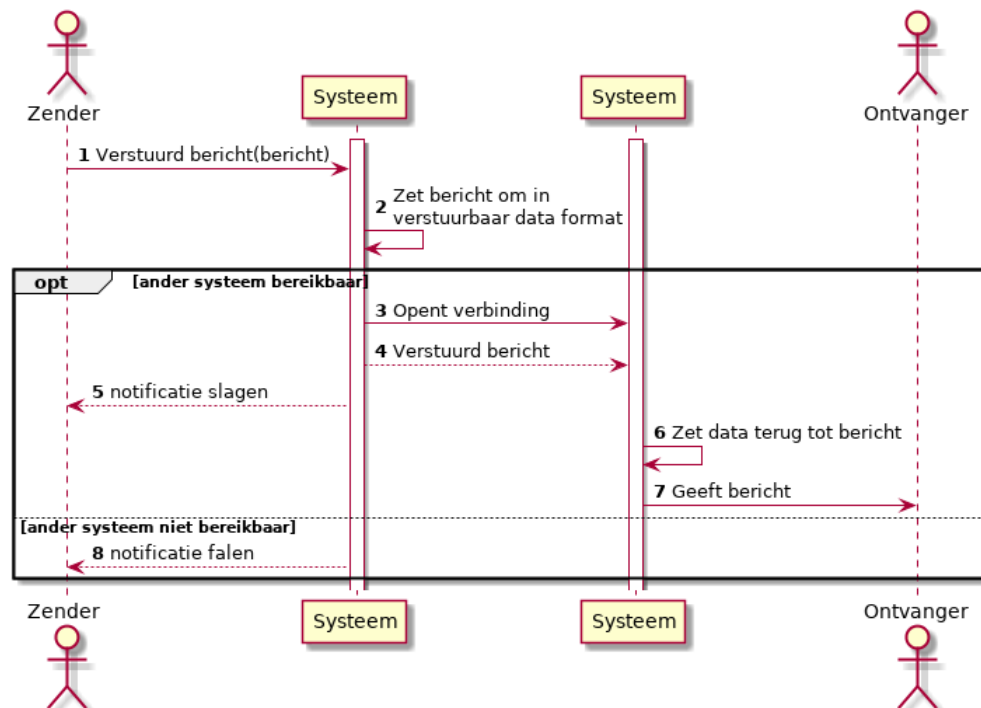 Zender
Systeem
Systeem
Ontvanger
1 Verstuurd bericht(bericht)
2 Zet bericht om in
verstuurbaar data format
opt [ander systeem bereikbaar]
3 Opent verbinding
4 Verstuurd bericht
5 notificatie slagen
6 Zet data terug tot bericht
7 Geeft bericht
[ander systeem niet bereikbaar]
8 notificatie falen
Zender
Systeem
Systeem
Ontvanger